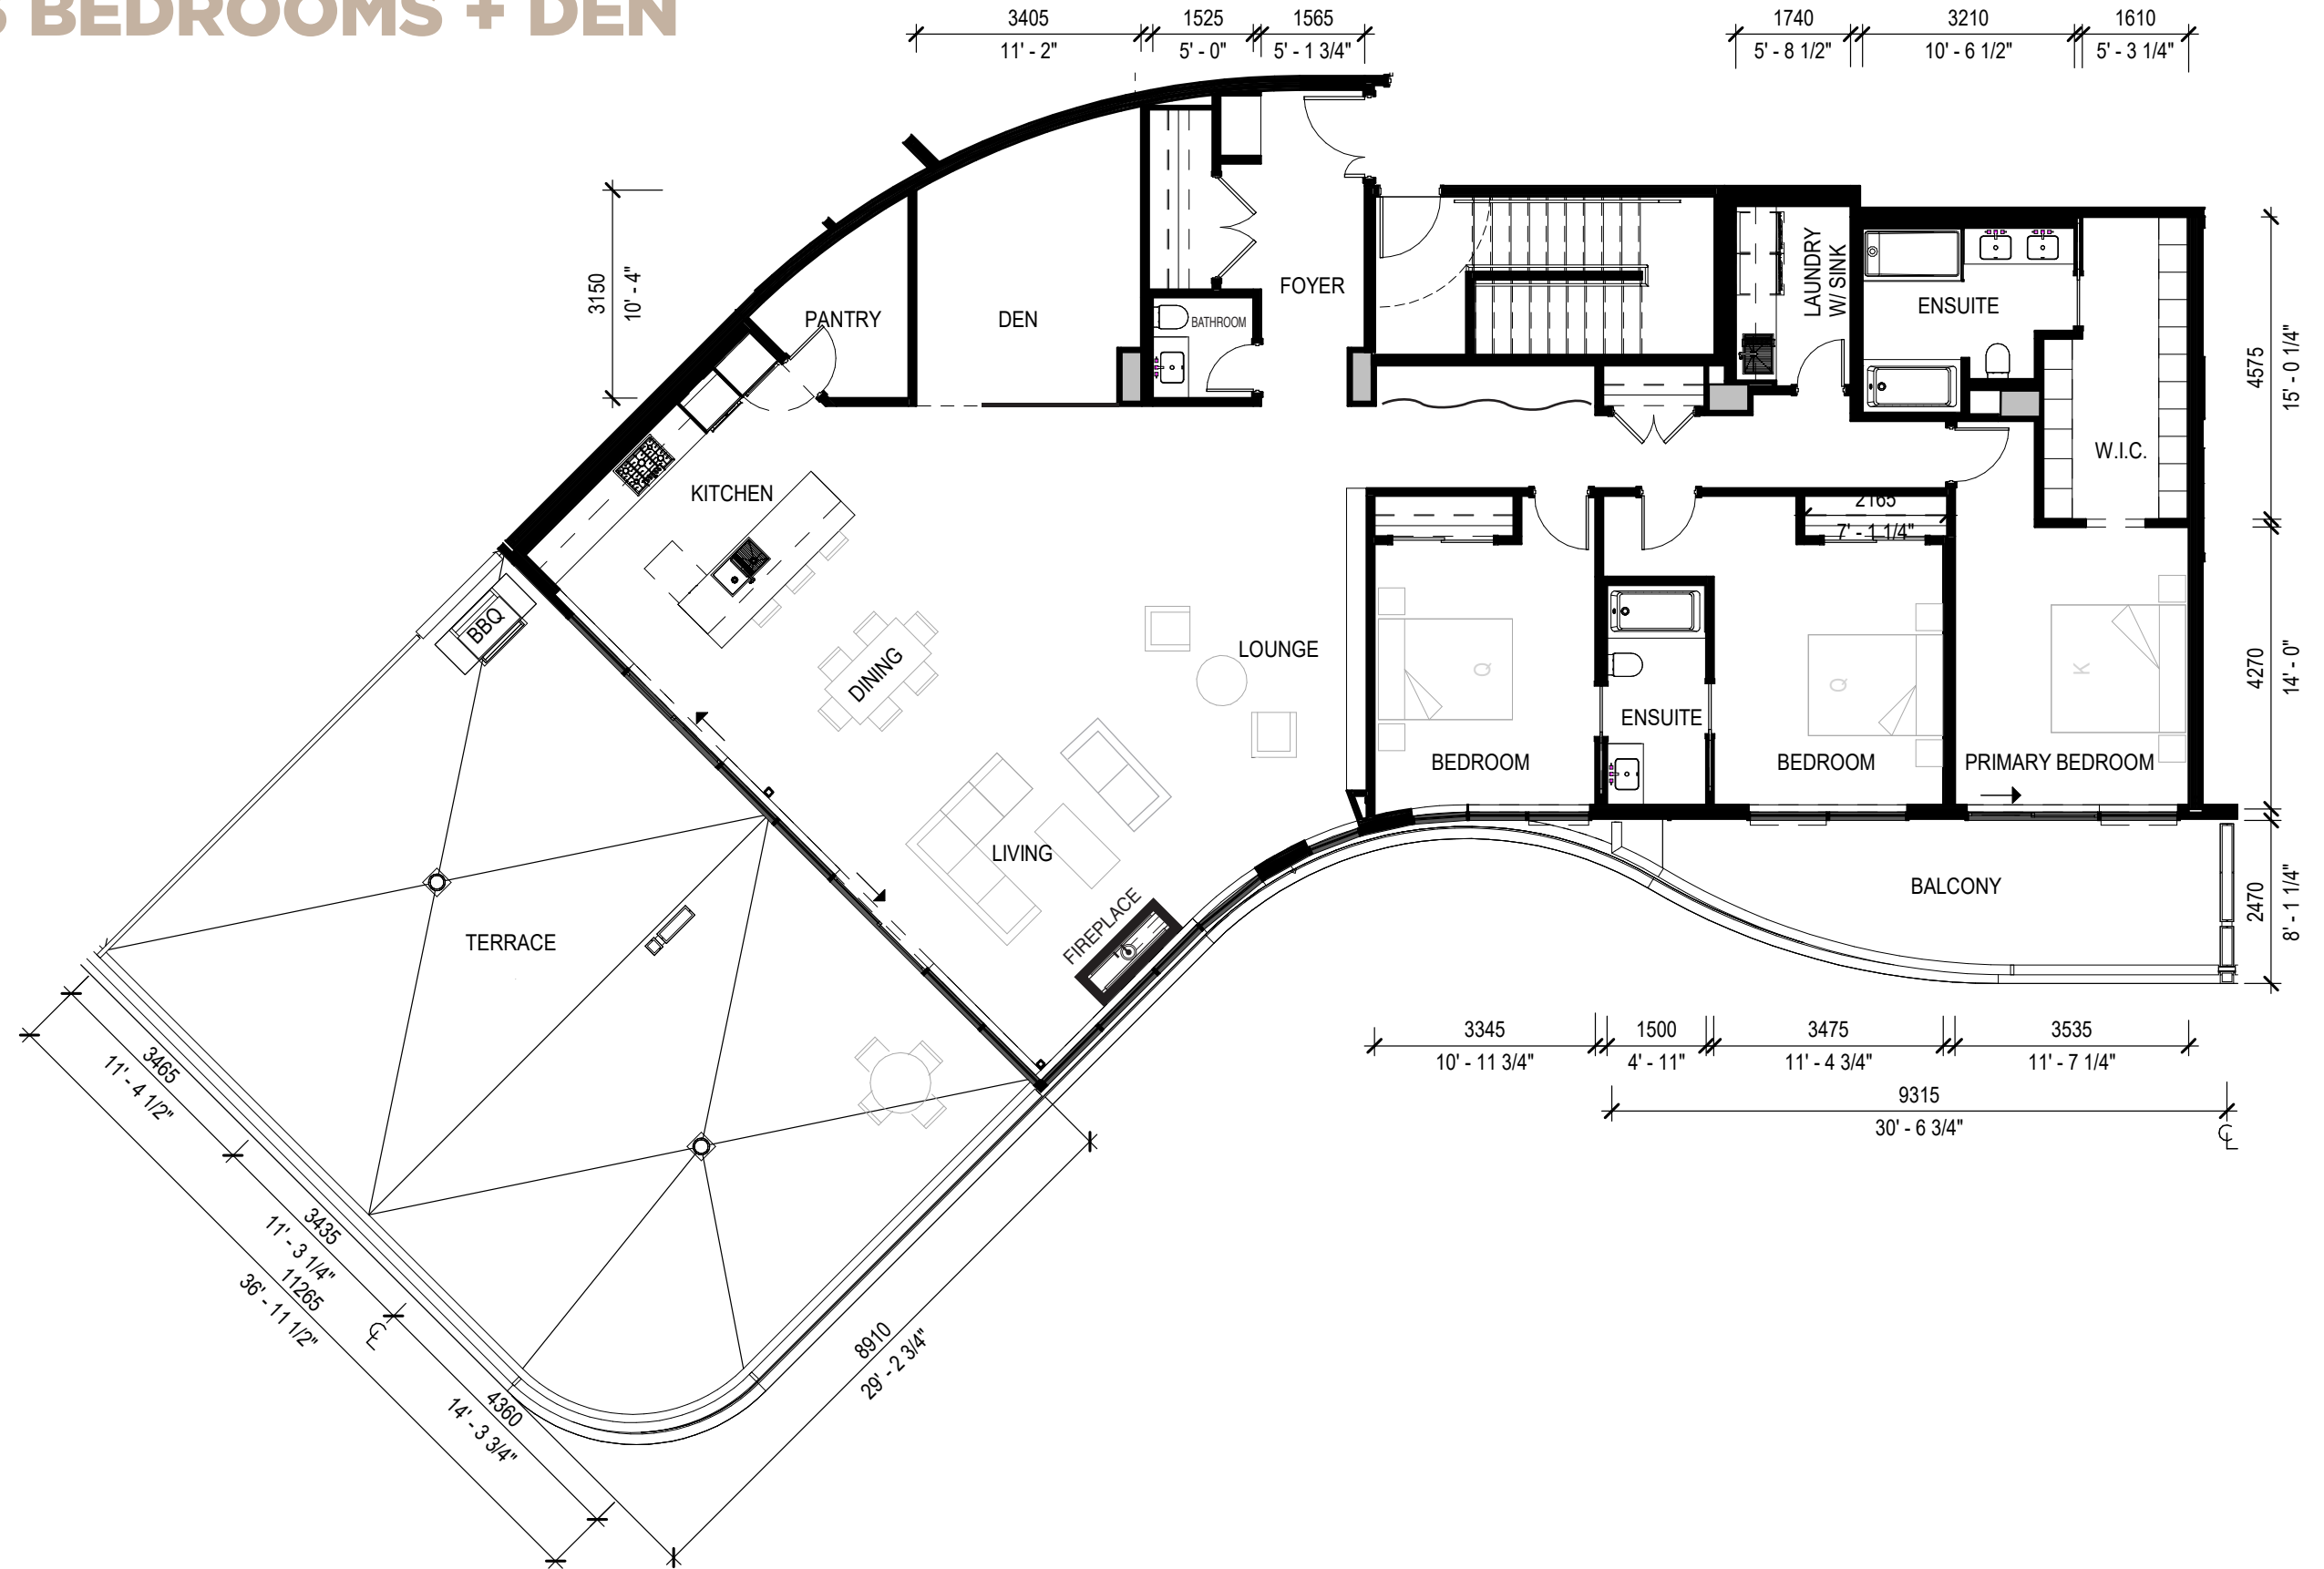 BEDROOMS + DEN
3405
11' - 2"
1525
5' - 0"
1565
5' - 1 3/4"
1740
5' - 8 1/2"
3210
10' - 6 1/2"
1610
5' - 3 1/4"
3150
10' - 4"
PANTRY
DEN
BATHROOM
FOYER
LAUNDRY
W/ SINK
ENSUITE
W.I.C.
4575
15' - 0 1/4"
KITCHEN
2165
7' - 1 1/4"
BBQ
DINING
LOUNGE
Q
Q
K
4270
14' - 0"
ENSUITE
BEDROOM
BEDROOM
PRIMARY BEDROOM
LIVING
FIREPLACE
BALCONY
2470
8' - 1 1/4"
TERRACE
3345
10' - 11 3/4"
1500
4' - 11"
3475
11' - 4 3/4"
3535
11' - 7 1/4"
9315
30' - 6 3/4"
3465
11' - 4 1/2"
3435
11' - 3 1/4"
11265
36' - 11 1/2"
4360
14' - 3 3/4"
8910
29' - 2 3/4"